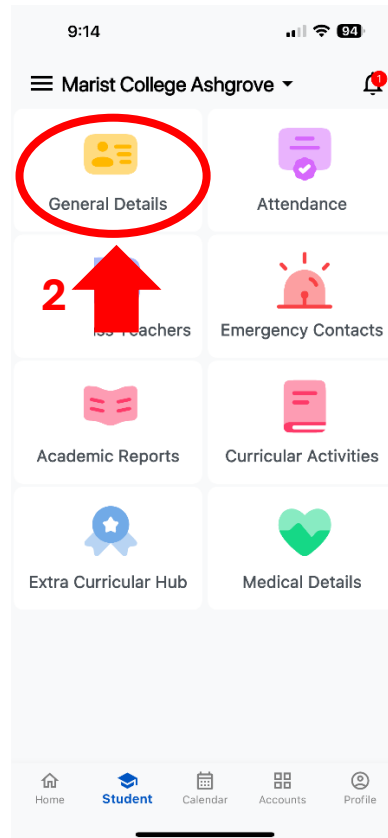 9:14
94
Marist College Ashgrove
1
General Details
Attendance
2
Teachers
Emergency Contacts
Academic Reports
Curricular Activities
Extra Curricular Hub
Medical Details
Home
Student
Calendar
Accounts
Profile